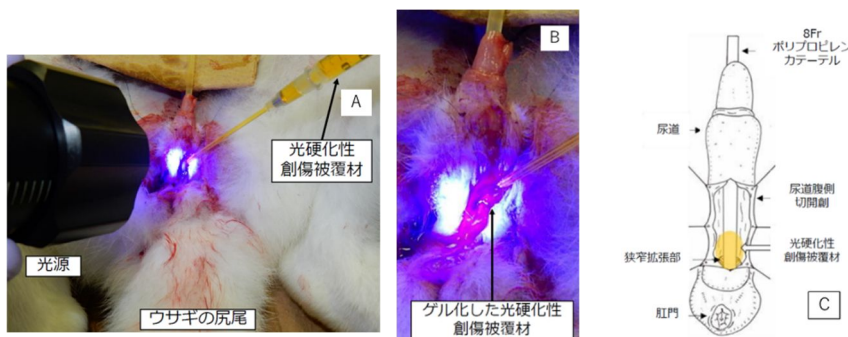 A
光硬化性
創傷被覆材
光源
ウサギの尻尾
B
ゲル化した光硬化性
創傷被覆材
8Fr
ポリプロピレン
カテーテル
尿道
尿道腹側
切開創
光硬化性
創傷被覆材
狭窄拡張部
肛門
C